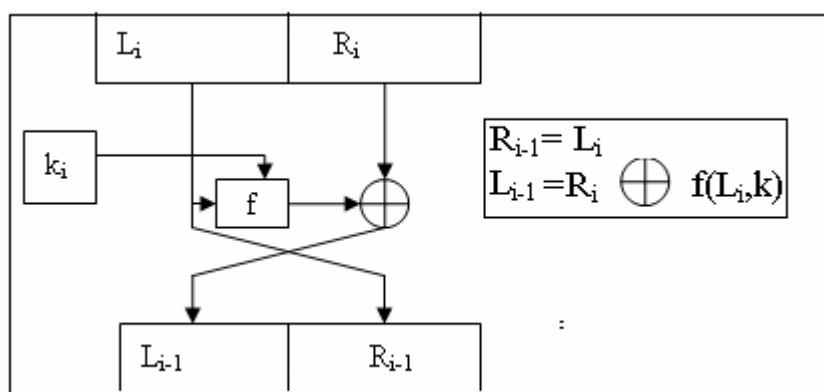 Lᵢ Rᵢ
kᵢ
f
Rᵢ₋₁= Lᵢ
Lᵢ₋₁ =Rᵢ ⊕ f(Lᵢ,k)
Lᵢ₋₁ Rᵢ₋₁
: